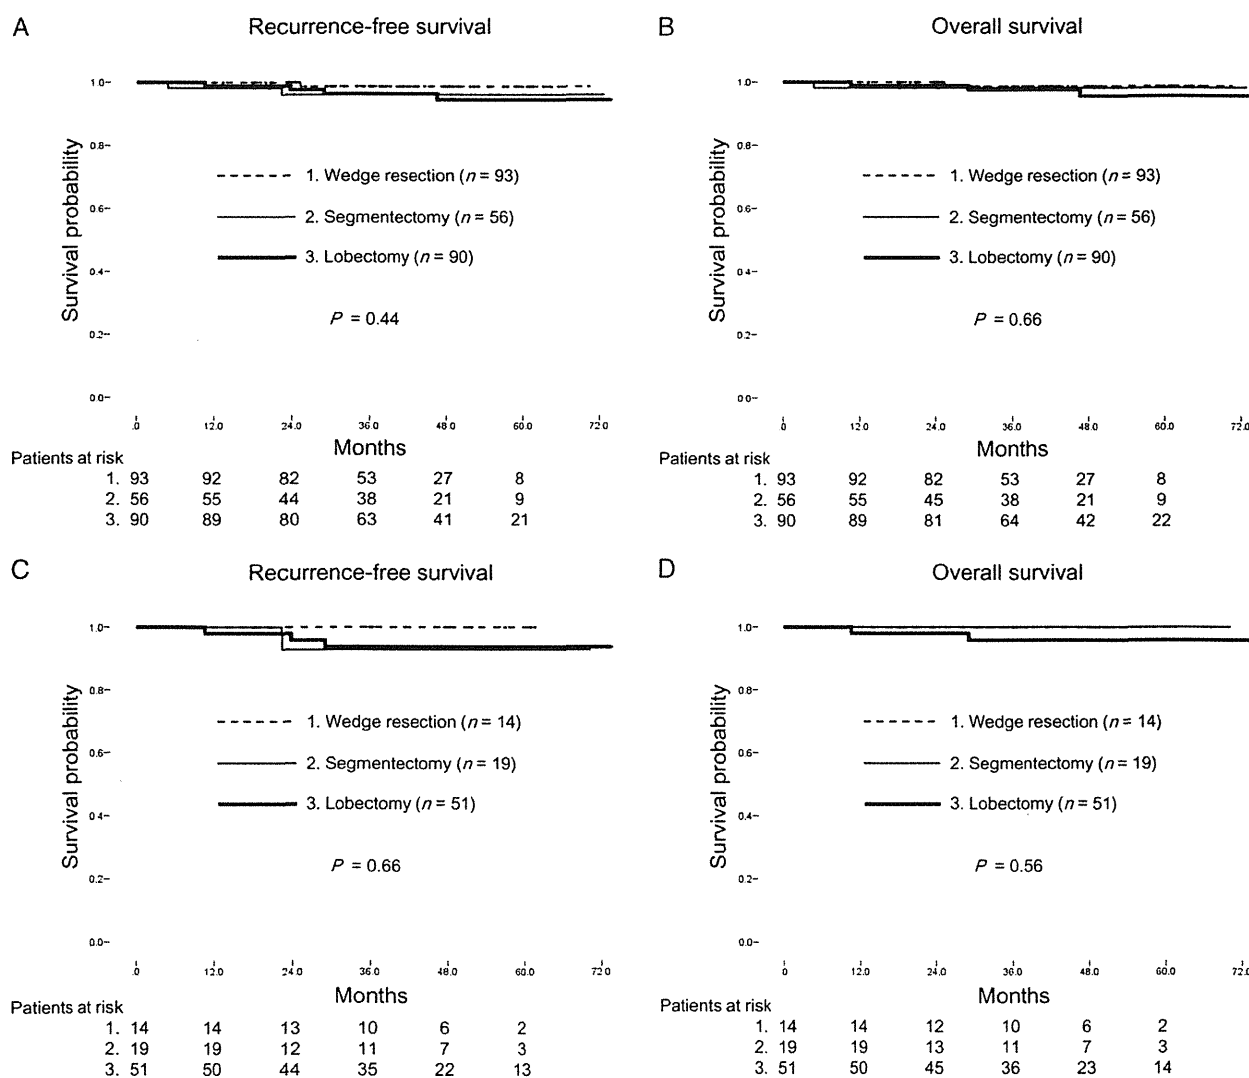 A
Recurrence-free survival
1.0
0.8
0.6
0.4
0.2
0.0
Survival probability
1. Wedge resection (n = 93)
2. Segmentectomy (n = 56)
3. Lobectomy (n = 90)
P = 0.44
.0 12.0 24.0 36.0 48.0 60.0 72.0
Months
Patients at risk
1. 93 92 82 53 27 8
2. 56 55 44 38 21 9
3. 90 89 80 63 41 21
B
Overall survival
1.0
0.8
0.6
0.4
0.2
0.0
Survival probability
1. Wedge resection (n = 93)
2. Segmentectomy (n = 56)
3. Lobectomy (n = 90)
P = 0.66
0 12.0 24.0 36.0 48.0 60.0 72.0
Months
Patients at risk
1. 93 92 82 53 27 8
2. 56 55 45 38 21 9
3. 90 89 81 64 42 22
C
Recurrence-free survival
1.0
0.8
0.6
0.4
0.2
0.0
Survival probability
1. Wedge resection (n = 14)
2. Segmentectomy (n = 19)
3. Lobectomy (n = 51)
P = 0.66
.0 12.0 24.0 36.0 48.0 60.0 72.0
Months
Patients at risk
1. 14 14 13 10 6 2
2. 19 19 12 11 7 3
3. 51 50 44 35 22 13
D
Overall survival
1.0
0.8
0.6
0.4
0.2
0.0
Survival probability
1. Wedge resection (n = 14)
2. Segmentectomy (n = 19)
3. Lobectomy (n = 51)
P = 0.56
0 12.0 24.0 36.0 48.0 60.0 72.0
Months
Patients at risk
1. 14 14 12 10 6 2
2. 19 19 13 11 7 3
3. 51 50 45 36 23 14